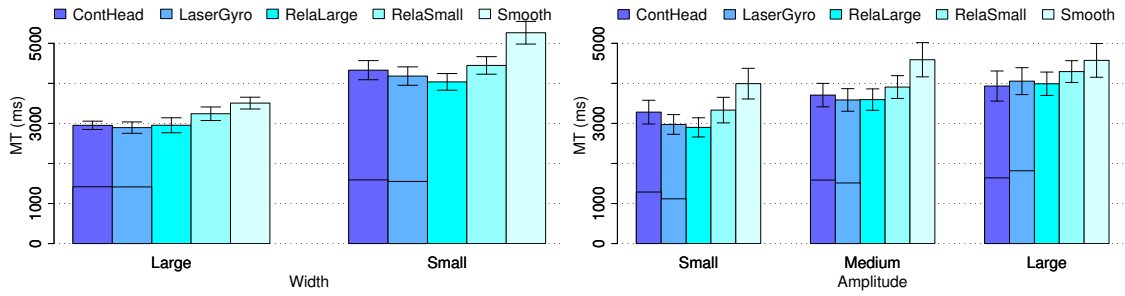 ContHead LaserGyro RelaLarge RelaSmall Smooth
MT (ms)
5000
3000
1000
0
Large Small
Width
ContHead LaserGyro RelaLarge RelaSmall Smooth
MT (ms)
5000
3000
1000
0
Small Medium Large
Amplitude